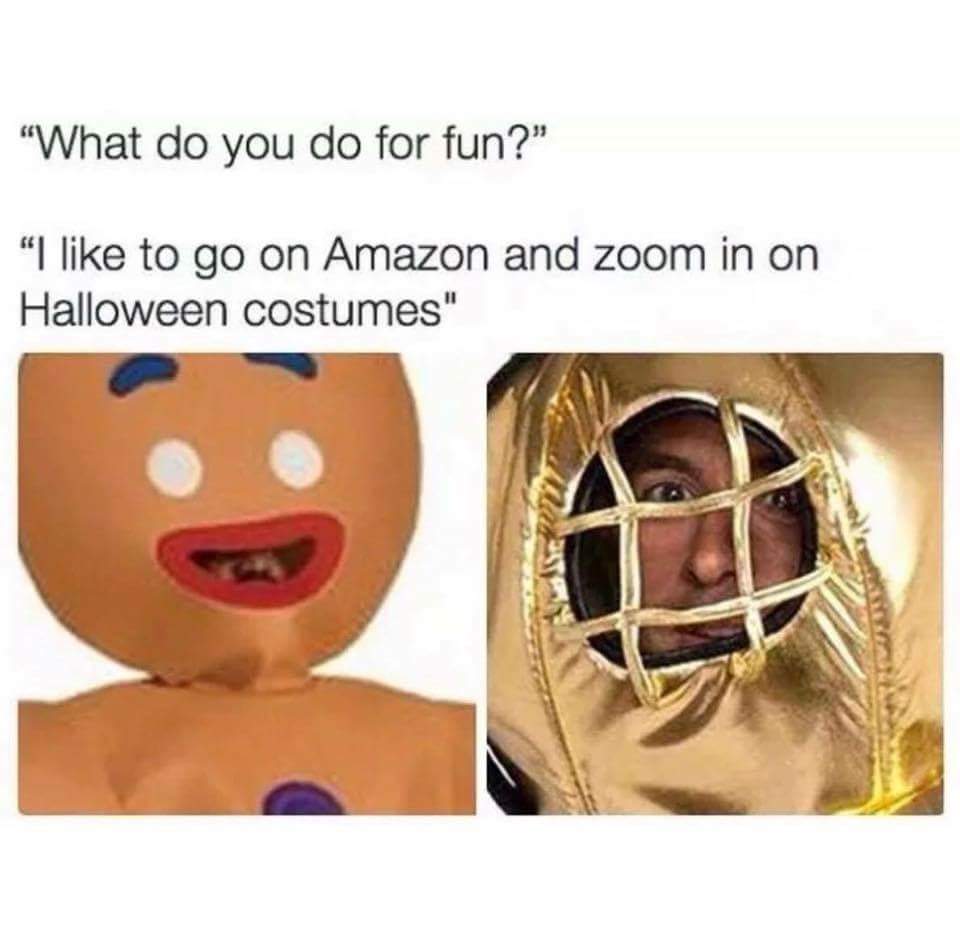 “What do you do for fun?”
“I like to go on Amazon and zoom in on
Halloween costumes"